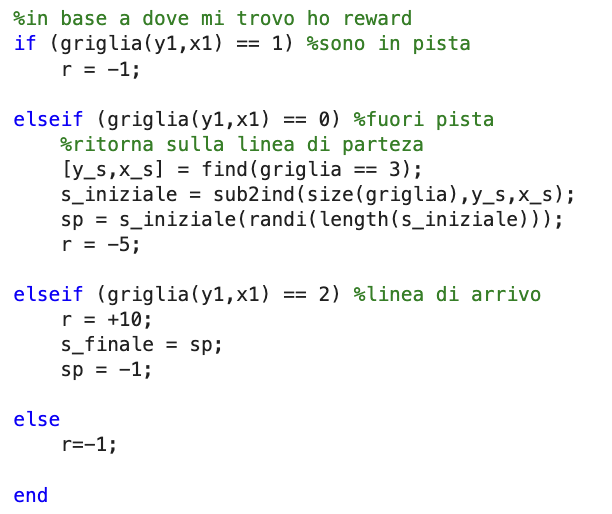 %in base a dove mi trovo ho reward
if (griglia(y1,x1) == 1) %sono in pista
    r = -1;

elseif (griglia(y1,x1) == 0) %fuori pista
    %ritorna sulla linea di parteza
    [y_s,x_s] = find(griglia == 3);
    s_iniziale = sub2ind(size(griglia),y_s,x_s);
    sp = s_iniziale(randi(length(s_iniziale)));
    r = -5;

elseif (griglia(y1,x1) == 2) %linea di arrivo
    r = +10;
    s_finale = sp;
    sp = -1;

else
    r=-1;

end